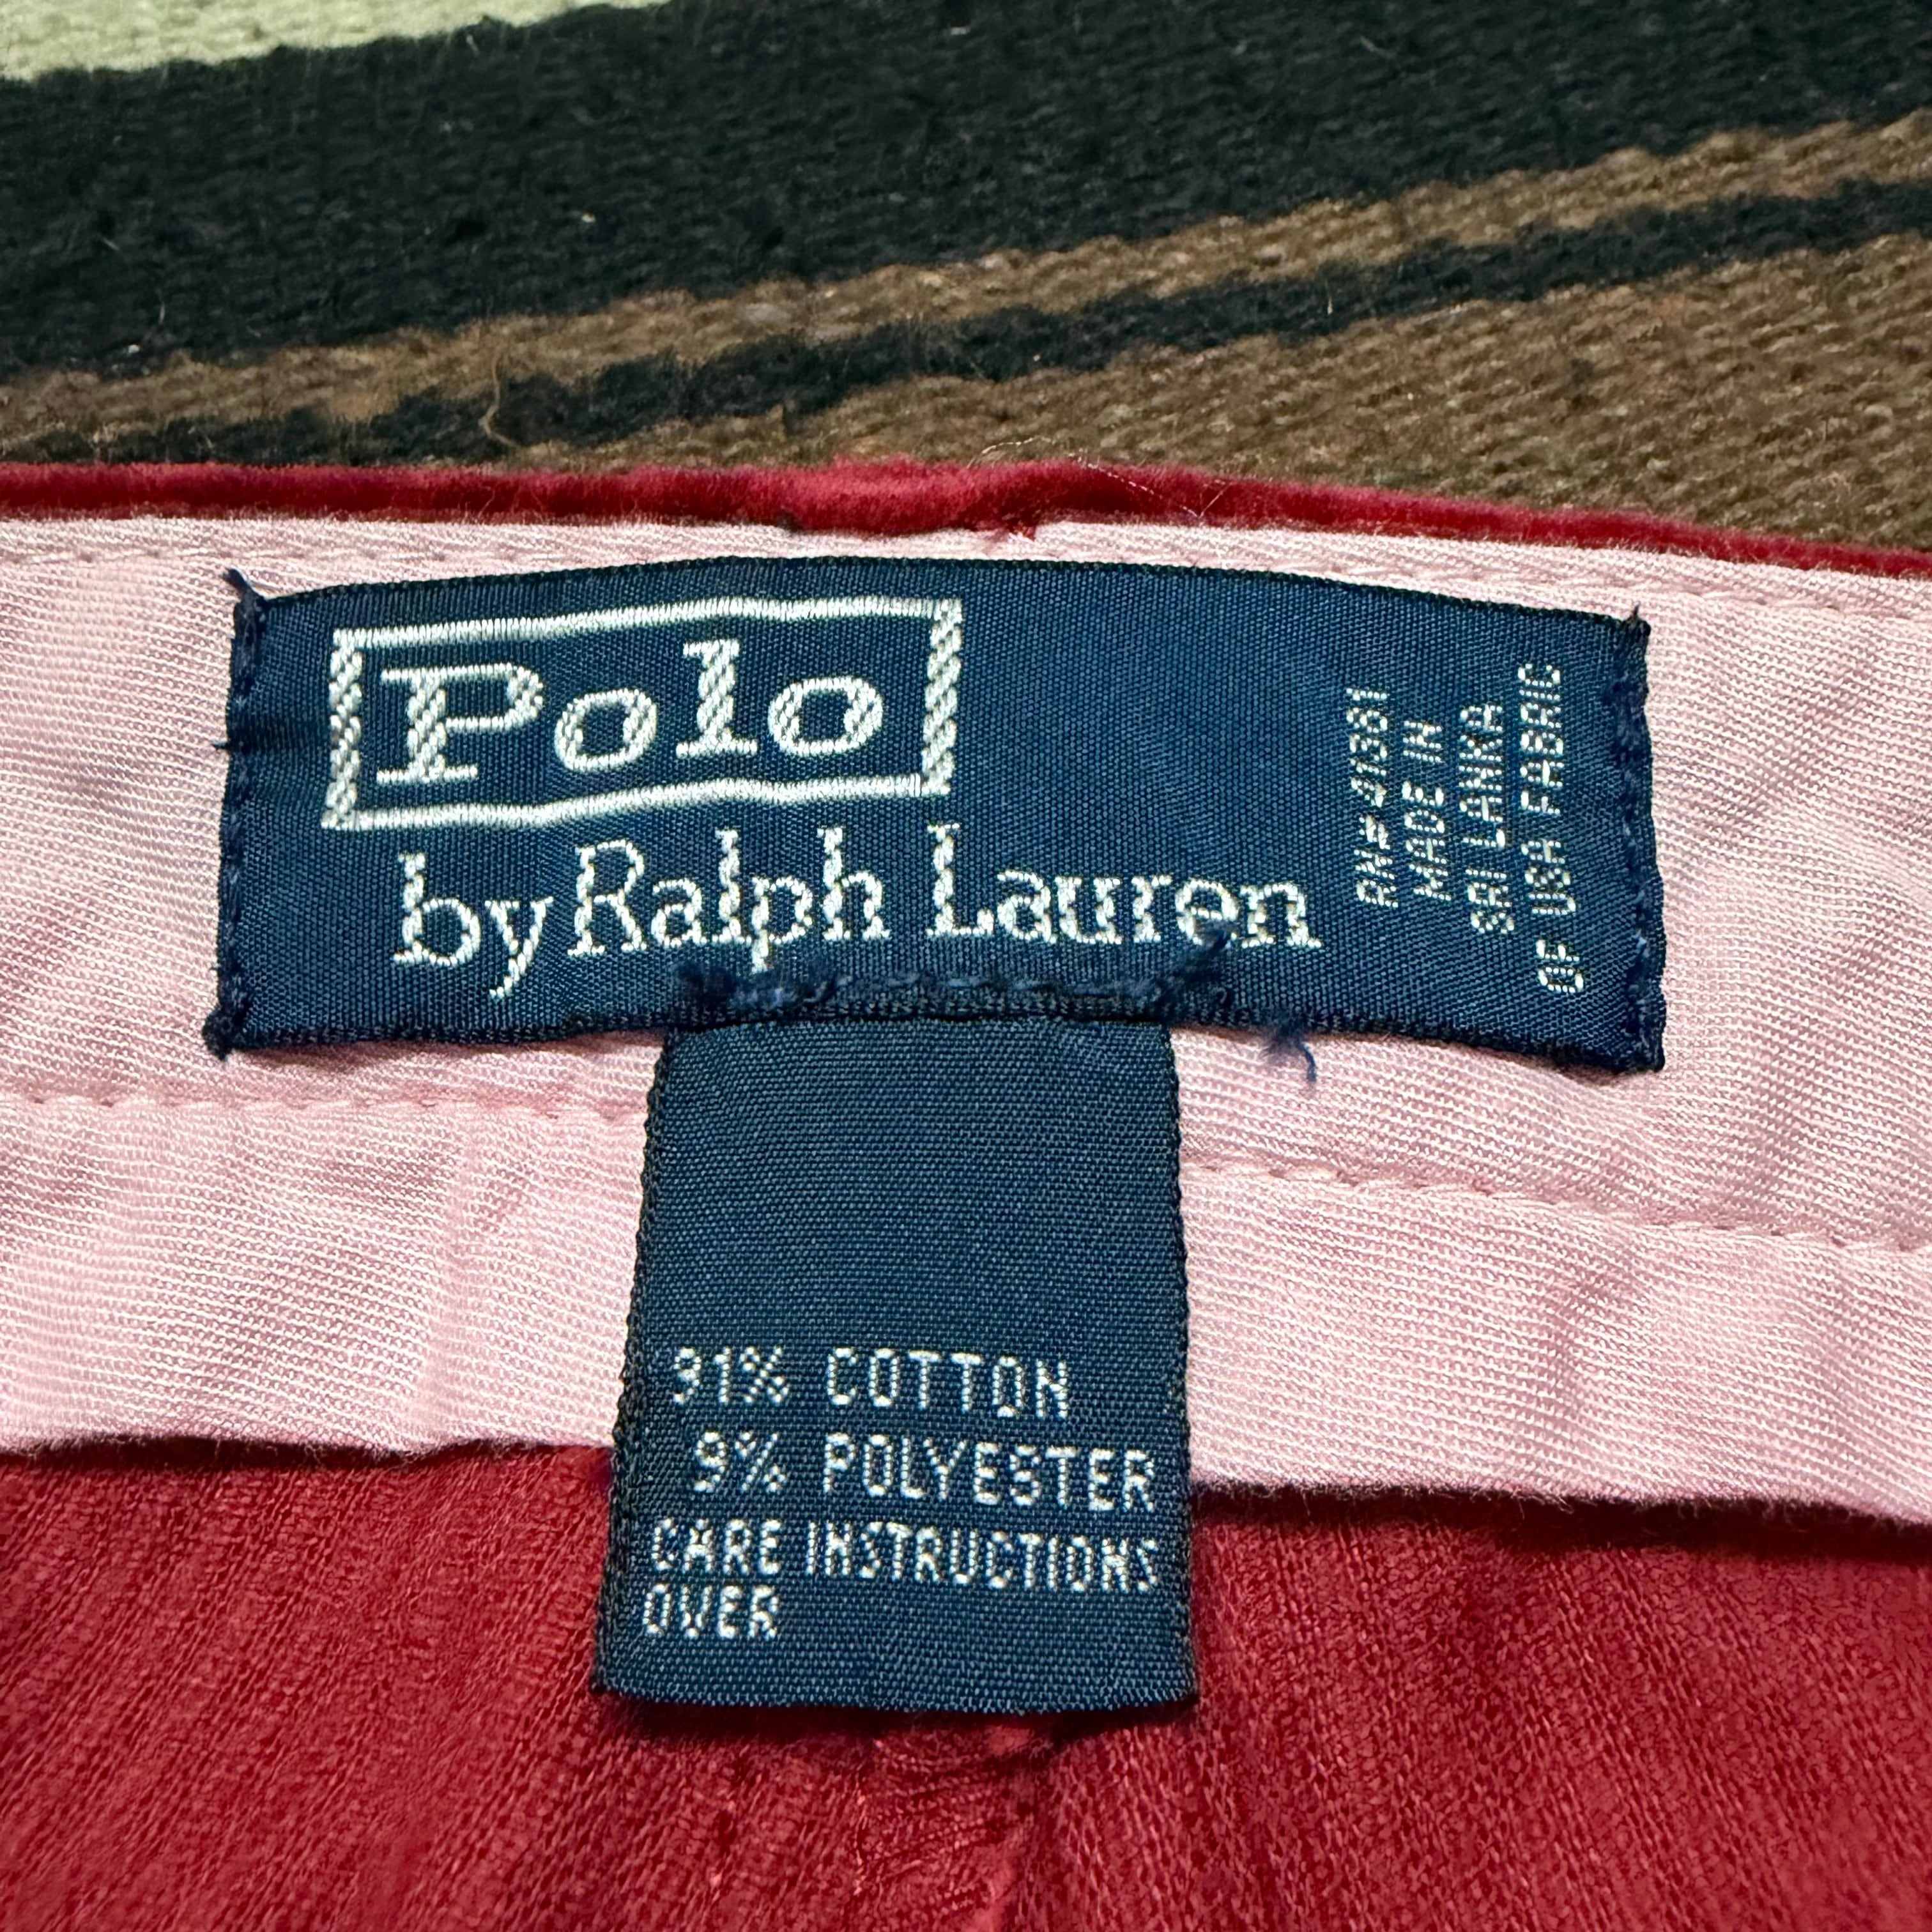 Polo
by Ralph Lauren
RN# 41381
MADE IN
SRI LANKA
OF USA FABRIC
91% COTTON
9% POLYESTER
CARE INSTRUCTIONS
OVER